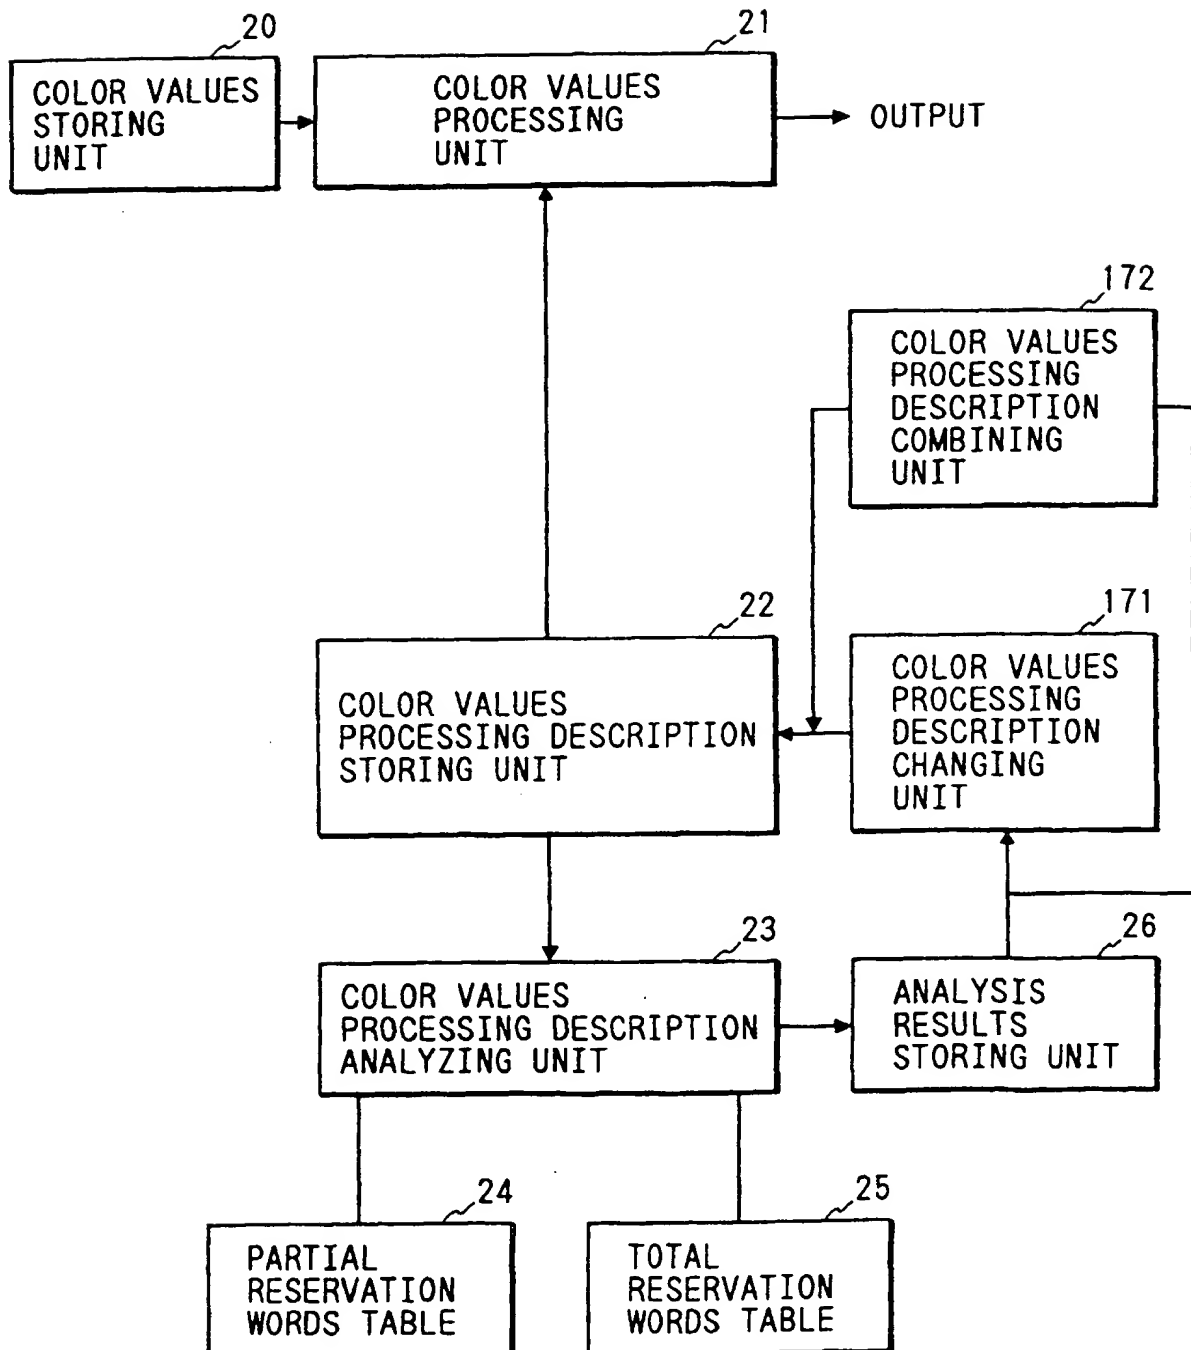 20
21
COLOR VALUES
STORING
UNIT
COLOR VALUES
PROCESSING
UNIT
OUTPUT
172
COLOR VALUES
PROCESSING
DESCRIPTION
COMBINING
UNIT
22
171
COLOR VALUES
PROCESSING DESCRIPTION
STORING UNIT
COLOR VALUES
PROCESSING
DESCRIPTION
CHANGING
UNIT
23
26
COLOR VALUES
PROCESSING DESCRIPTION
ANALYZING UNIT
ANALYSIS
RESULTS
STORING UNIT
24
25
PARTIAL
RESERVATION
WORDS TABLE
TOTAL
RESERVATION
WORDS TABLE